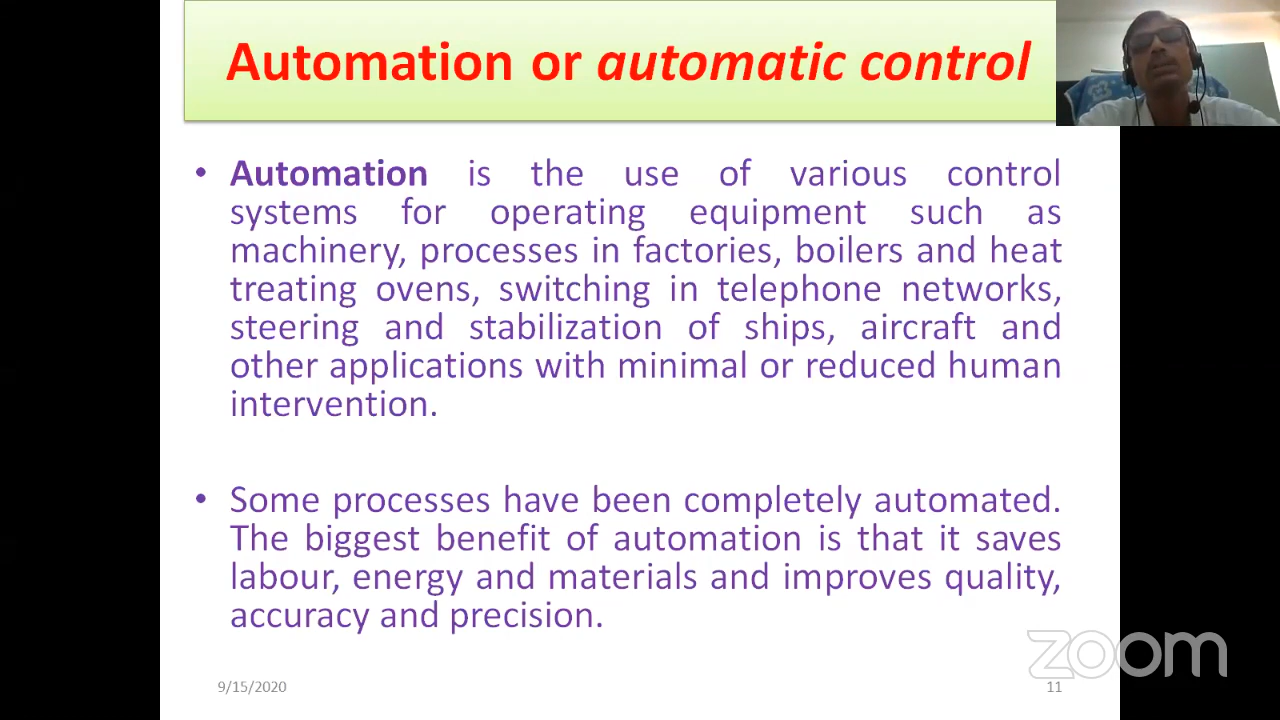 Automation or automatic control
• Automation is the use of various control
systems for operating equipment such as
machinery, processes in factories, boilers and heat
treating ovens, switching in telephone networks,
steering and stabilization of ships, aircraft and
other applications with minimal or reduced human
intervention.
• Some processes have been completely automated.
The biggest benefit of automation is that it saves
labour, energy and materials and improves quality,
accuracy and precision.
zoom
9/15/2020
11